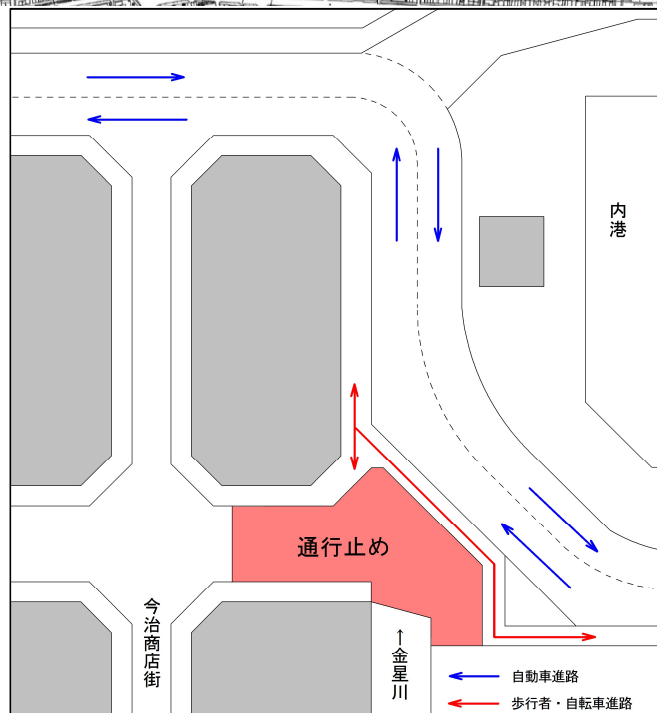 内港
通行止め
今治商店街
↑金星川
自動車進路
歩行者・自転車進路